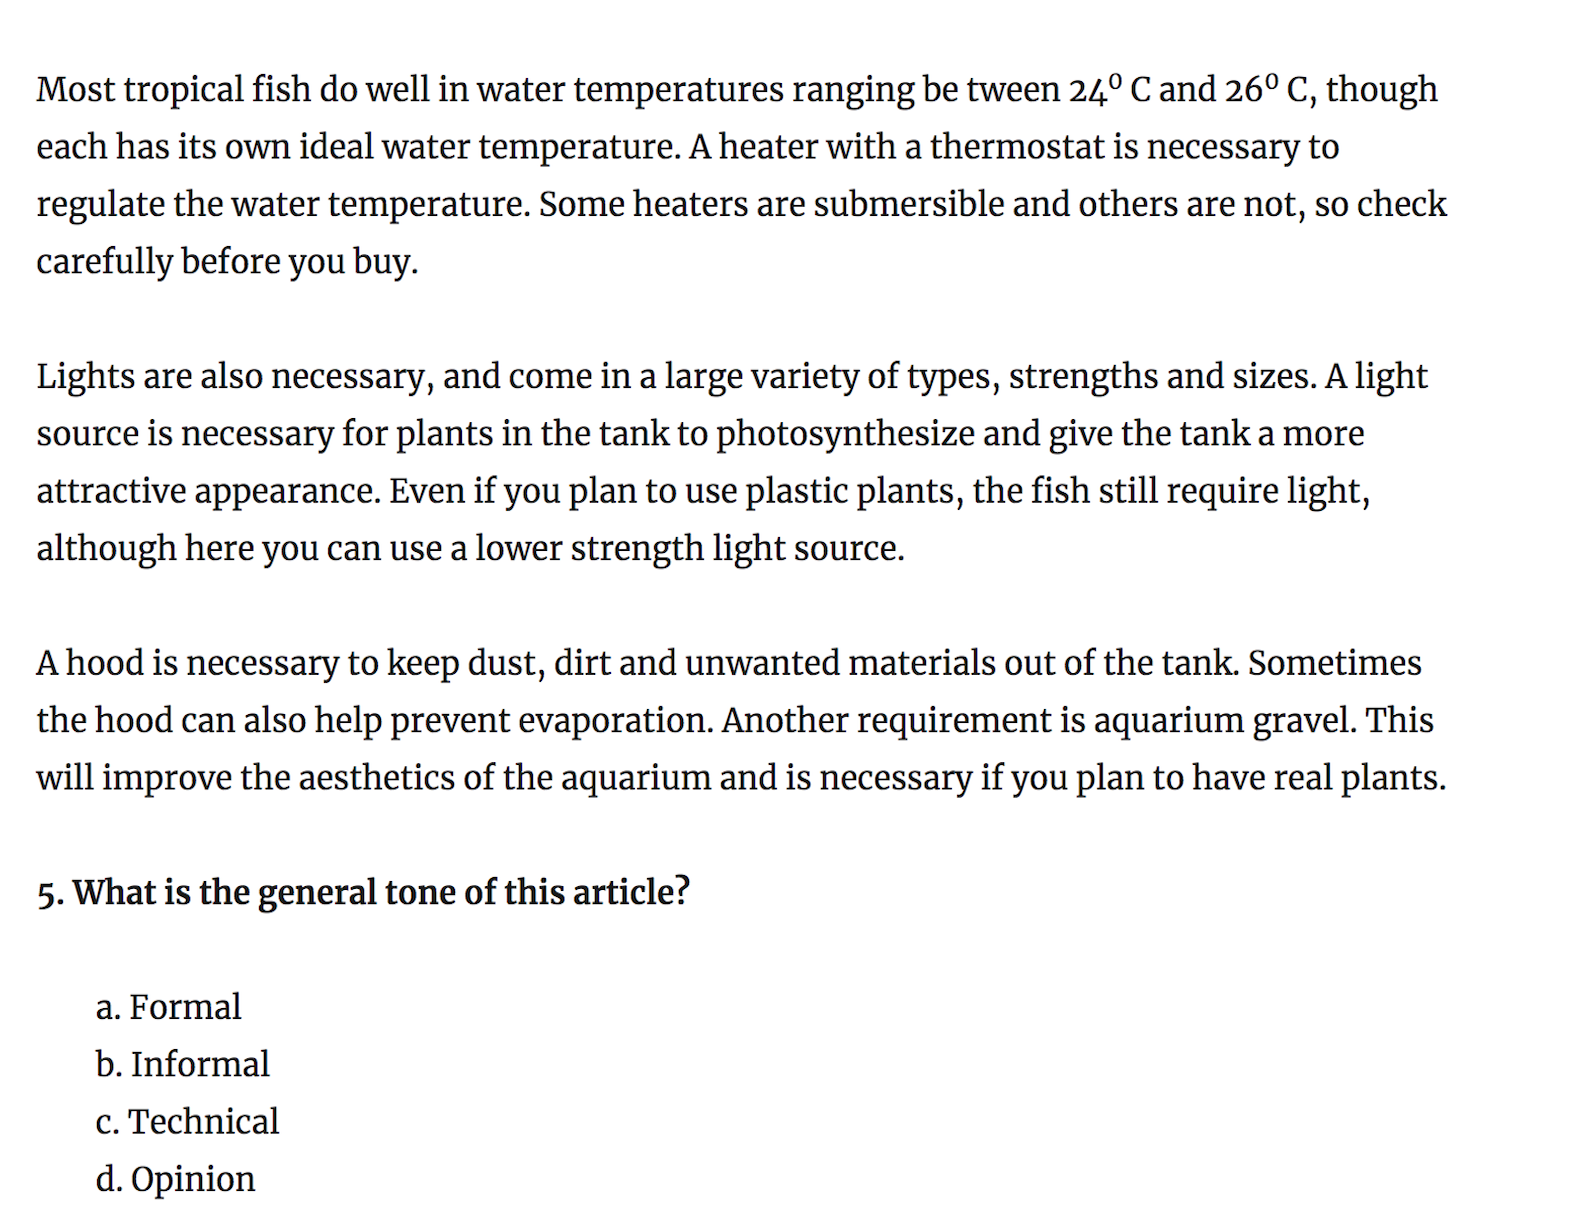 Most tropical fish do well in water temperatures ranging be tween 24⁰ C and 26⁰ C, though
each has its own ideal water temperature. A heater with a thermostat is necessary to
regulate the water temperature. Some heaters are submersible and others are not, so check
carefully before you buy.
Lights are also necessary, and come in a large variety of types, strengths and sizes. A light
source is necessary for plants in the tank to photosynthesize and give the tank a more
attractive appearance. Even if you plan to use plastic plants, the fish still require light,
although here you can use a lower strength light source.
A hood is necessary to keep dust, dirt and unwanted materials out of the tank. Sometimes
the hood can also help prevent evaporation. Another requirement is aquarium gravel. This
will improve the aesthetics of the aquarium and is necessary if you plan to have real plants.
5. What is the general tone of this article?
a. Formal
b. Informal
c. Technical
d. Opinion